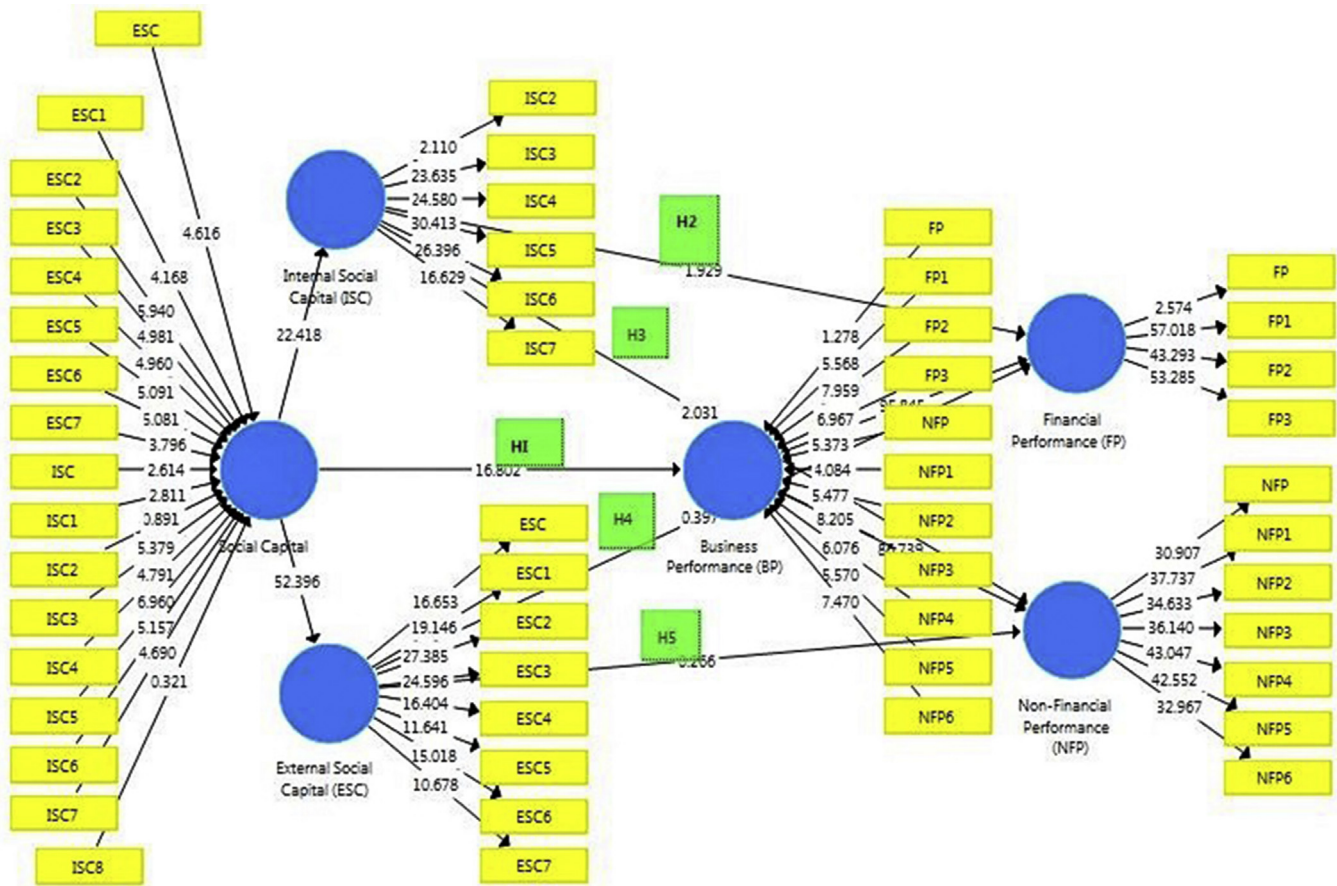 ESC
ESC1
ESC2
ESC3
ESC4
ESC5
ESC6
ESC7
ISC
ISC1
ISC2
ISC3
ISC4
ISC5
ISC6
ISC7
ISC8
4.616
4.168
5.940
4.981
4.960
5.091
5.081
3.796
2.614
2.811
0.891
5.379
4.791
6.960
5.157
4.690
0.321
Social Capital
22.418
52.396
Internal Social
Capital (ISC)
2.110
23.635
24.580
30.413
26.396
16.629
ISC2
ISC3
ISC4
ISC5
ISC6
ISC7
External Social
Capital (ESC)
16.653
19.146
27.385
24.596
16.404
11.641
15.018
10.678
ESC
ESC1
ESC2
ESC3
ESC4
ESC5
ESC6
ESC7
H2
1.929
H3
2.031
HI
16.802
H4
0.397
H5
Business
Performance (BP)
1.278
5.568
7.959
6.967
5.373
4.084
5.477
8.205
6.076
5.570
7.470
FP
FP1
FP2
FP3
NFP
NFP1
NFP2
NFP3
NFP4
NFP5
NFP6
Financial
Performance (FP)
2.574
57.018
43.293
53.285
FP
FP1
FP2
FP3
Non-Financial
Performance
(NFP)
30.907
37.737
34.633
36.140
43.047
42.552
32.967
NFP
NFP1
NFP2
NFP3
NFP4
NFP5
NFP6